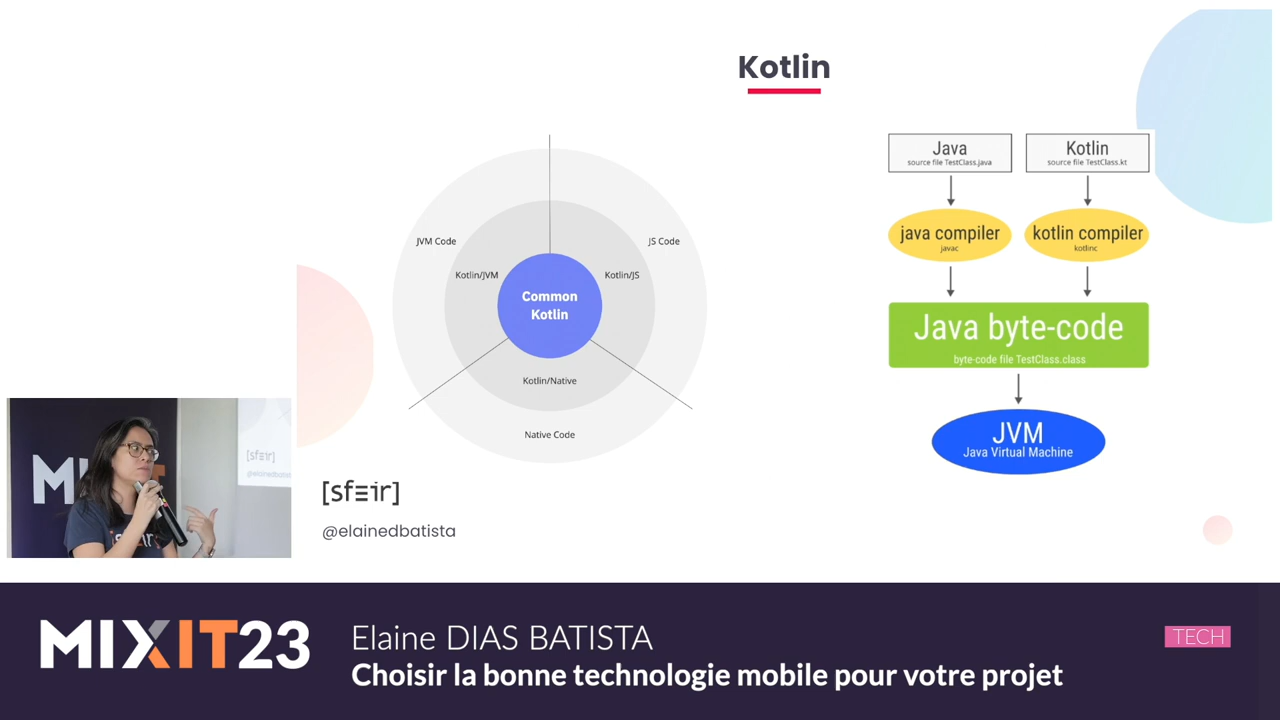 Kotlin
JVM Code
JS Code
Kotlin/JVM
Kotlin/JS
Common
Kotlin
Kotlin/Native
Native Code
Java
source file TestClass.java
Kotlin
source file TestClass.kt
java compiler
javac
kotlin compiler
kotlinc
Java byte-code
byte-code file TestClass.class
JVM
Java Virtual Machine
[sfeir]
@elainedbatista
[sfeir]
MIXIT23
Elaine DIAS BATISTA
Choisir la bonne technologie mobile pour votre projet
TECH